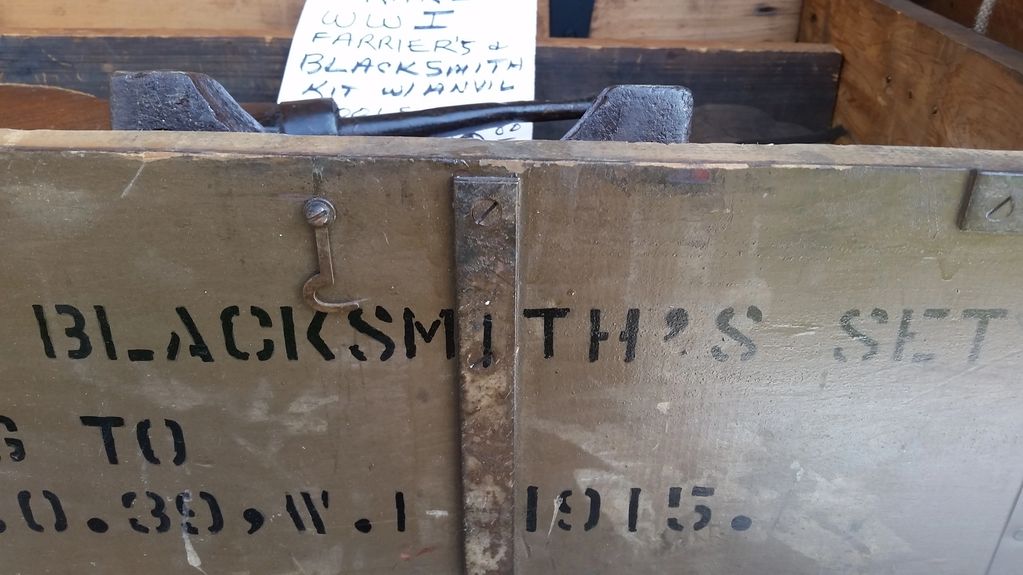 WW I
FARRIER'S &
BLACKSMITH
KIT W/ANVIL
BLACKSMITH'S SET
G TO
.O.39, W.    1915.